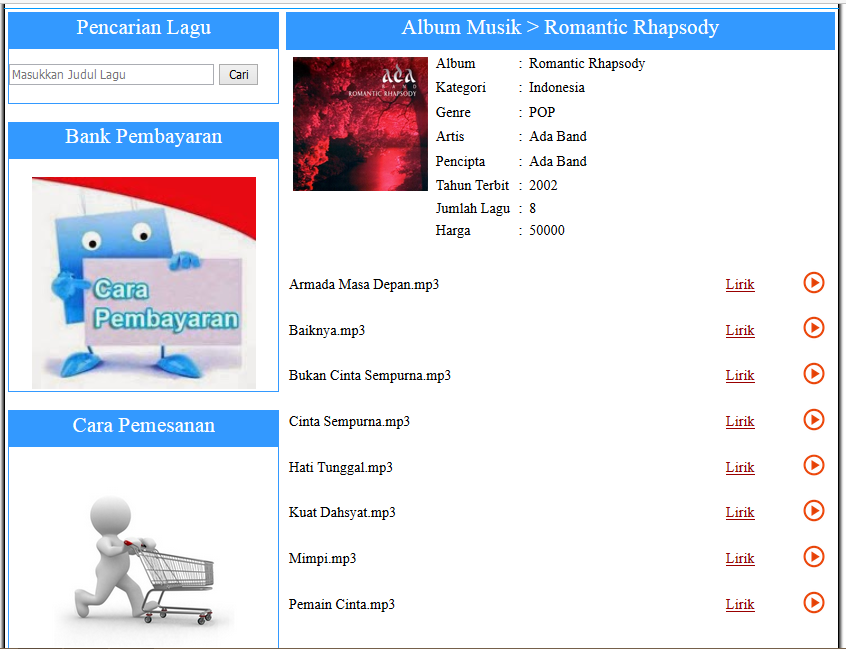 Pencarian Lagu
Masukkan Judul Lagu
Cari
Bank Pembayaran
Cara
Pembayaran
Cara Pemesanan
Album Musik > Romantic Rhapsody
ada
BAND
ROMANTIC RHAPSODY
Album : Romantic Rhapsody
Kategori : Indonesia
Genre : POP
Artis : Ada Band
Pencipta : Ada Band
Tahun Terbit : 2002
Jumlah Lagu : 8
Harga : 50000
Armada Masa Depan.mp3 Lirik
Baiknya.mp3 Lirik
Bukan Cinta Sempurna.mp3 Lirik
Cinta Sempurna.mp3 Lirik
Hati Tunggal.mp3 Lirik
Kuat Dahsyat.mp3 Lirik
Mimpi.mp3 Lirik
Pemain Cinta.mp3 Lirik